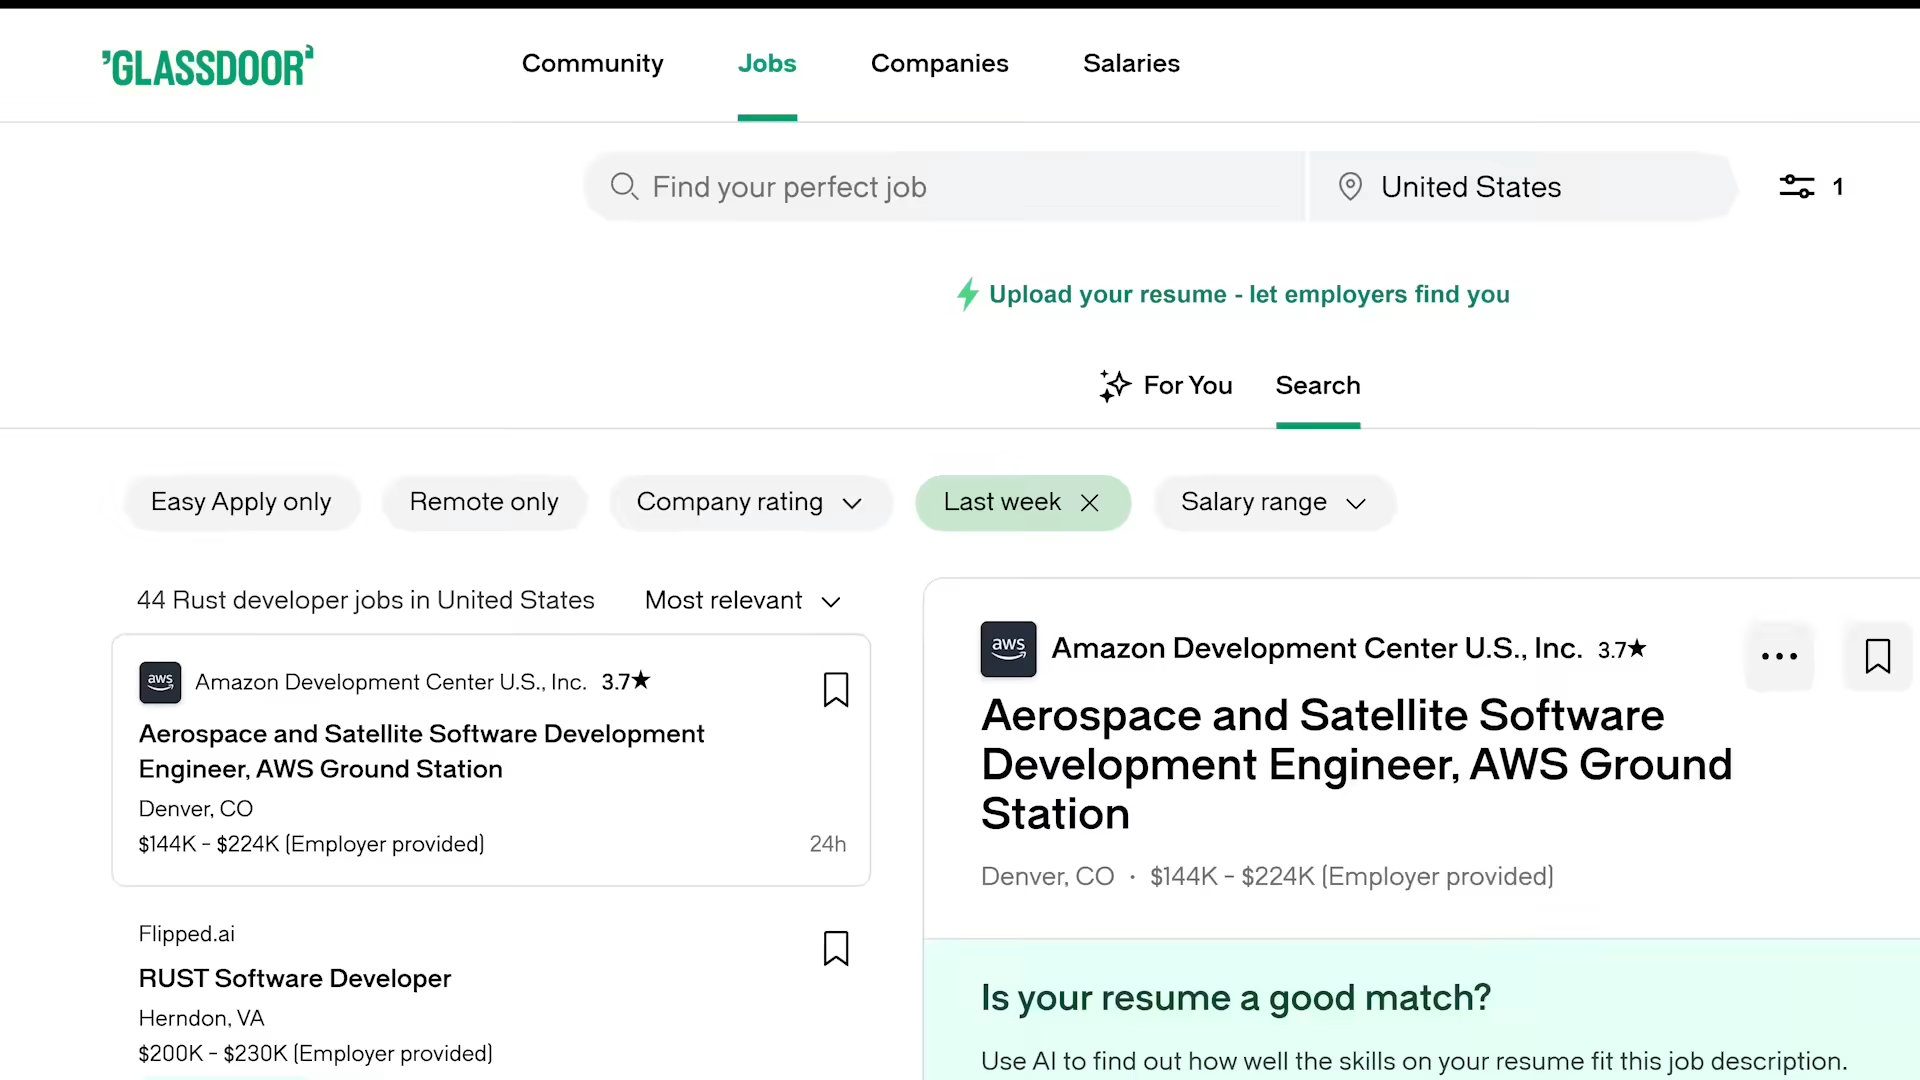 GLASSDOOR
Community Jobs Companies Salaries
Find your perfect job United States 1
Upload your resume - let employers find you
For You Search
Easy Apply only Remote only Company rating Last week Salary range
44 Rust developer jobs in United States Most relevant
aws Amazon Development Center U.S., Inc. 3.7★
Aerospace and Satellite Software Development
Engineer, AWS Ground Station
Denver, CO
$144K - $224K (Employer provided) 24h
Flipped.ai
RUST Software Developer
Herndon, VA
$200K - $230K (Employer provided)
aws Amazon Development Center U.S., Inc. 3.7★
Aerospace and Satellite Software
Development Engineer, AWS Ground
Station
Denver, CO · $144K - $224K (Employer provided)
Is your resume a good match?
Use AI to find out how well the skills on your resume fit this job description.